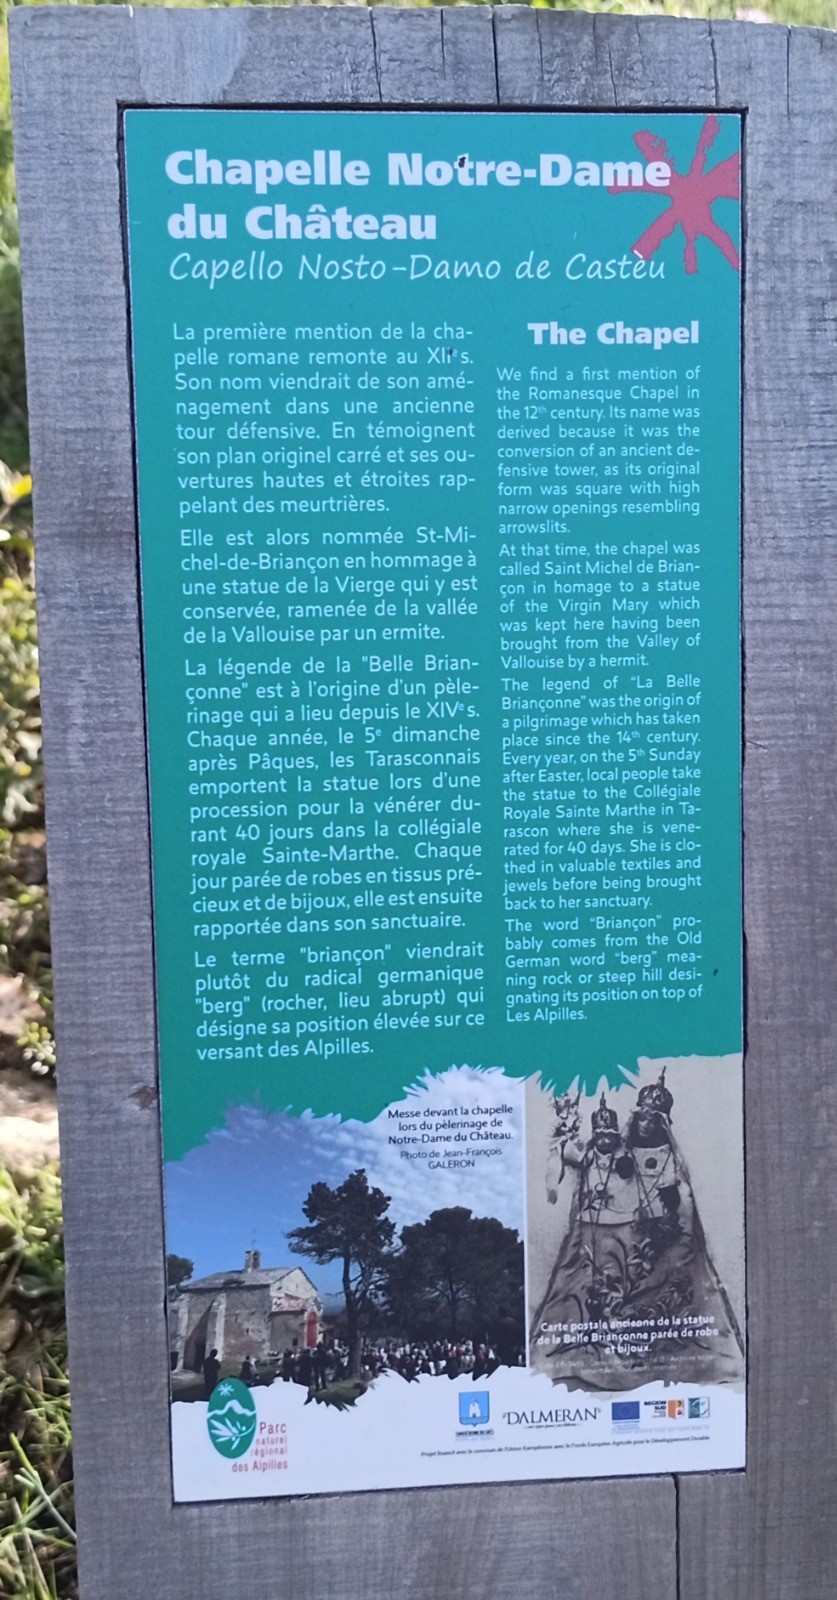 Chapelle Notre-Dame
du Château
Capello Nosto-Damo de Castèu
La première mention de la cha-
pelle romane remonte au XIIe s.
Son nom viendrait de son amé-
nagement dans une ancienne
tour défensive. En témoignent
son plan originel carré et ses ou-
vertures hautes et étroites rap-
pelant des meurtrières.
Elle est alors nommée St-Mi-
chel-de-Briançon en hommage à
une statue de la Vierge qui y est
conservée, ramenée de la vallée
de la Vallouise par un ermite.
La légende de la "Belle Brian-
çonne" est à l'origine d'un pèle-
rinage qui a lieu depuis le XIVe s.
Chaque année, le 5e dimanche
après Pâques, les Tarasconnais
emportent la statue lors d'une
procession pour la vénérer du-
rant 40 jours dans la collégiale
royale Sainte-Marthe. Chaque
jour parée de robes en tissus pré-
cieux et de bijoux, elle est ensuite
rapportée dans son sanctuaire.
Le terme "briançon" viendrait
plutôt du radical germanique
"berg" (rocher, lieu abrupt) qui
désigne sa position élevée sur ce
versant des Alpilles.
The Chapel
We find a first mention of
the Romanesque Chapel in
the 12th century. Its name was
derived because it was the
conversion of an ancient de-
fensive tower, as its original
form was square with high
narrow openings resembling
arrowslits.
At that time, the chapel was
called Saint Michel de Brian-
çon in homage to a statue
of the Virgin Mary which
was kept here having been
brought from the Valley of
Vallouise by a hermit.
The legend of "La Belle
Briançonne" was the origin of
a pilgrimage which has taken
place since the 14th century.
Every year, on the 5th Sunday
after Easter, local people take
the statue to the Collégiale
Royale Sainte Marthe in Ta-
rascon where she is vene-
rated for 40 days. She is clo-
thed in valuable textiles and
jewels before being brought
back to her sanctuary.
The word "Briançon" pro-
bably comes from the Old
German word "berg" mea-
ning rock or steep hill desi-
gnating its position on top of
Les Alpilles.
Messe devant la chapelle
lors du pèlerinage de
Notre-Dame du Château.
Photo de Jean-François
GALERON
Carte postale ancienne de la statue
de la Belle Briançonne parée de robe
et bijoux.
Parc
naturel
régional
des Alpilles
DALMERAN
REGION
SUD
Projet financé avec le concours de l'Union Européenne avec le Fonds Européen Agricole pour le Développement Durable